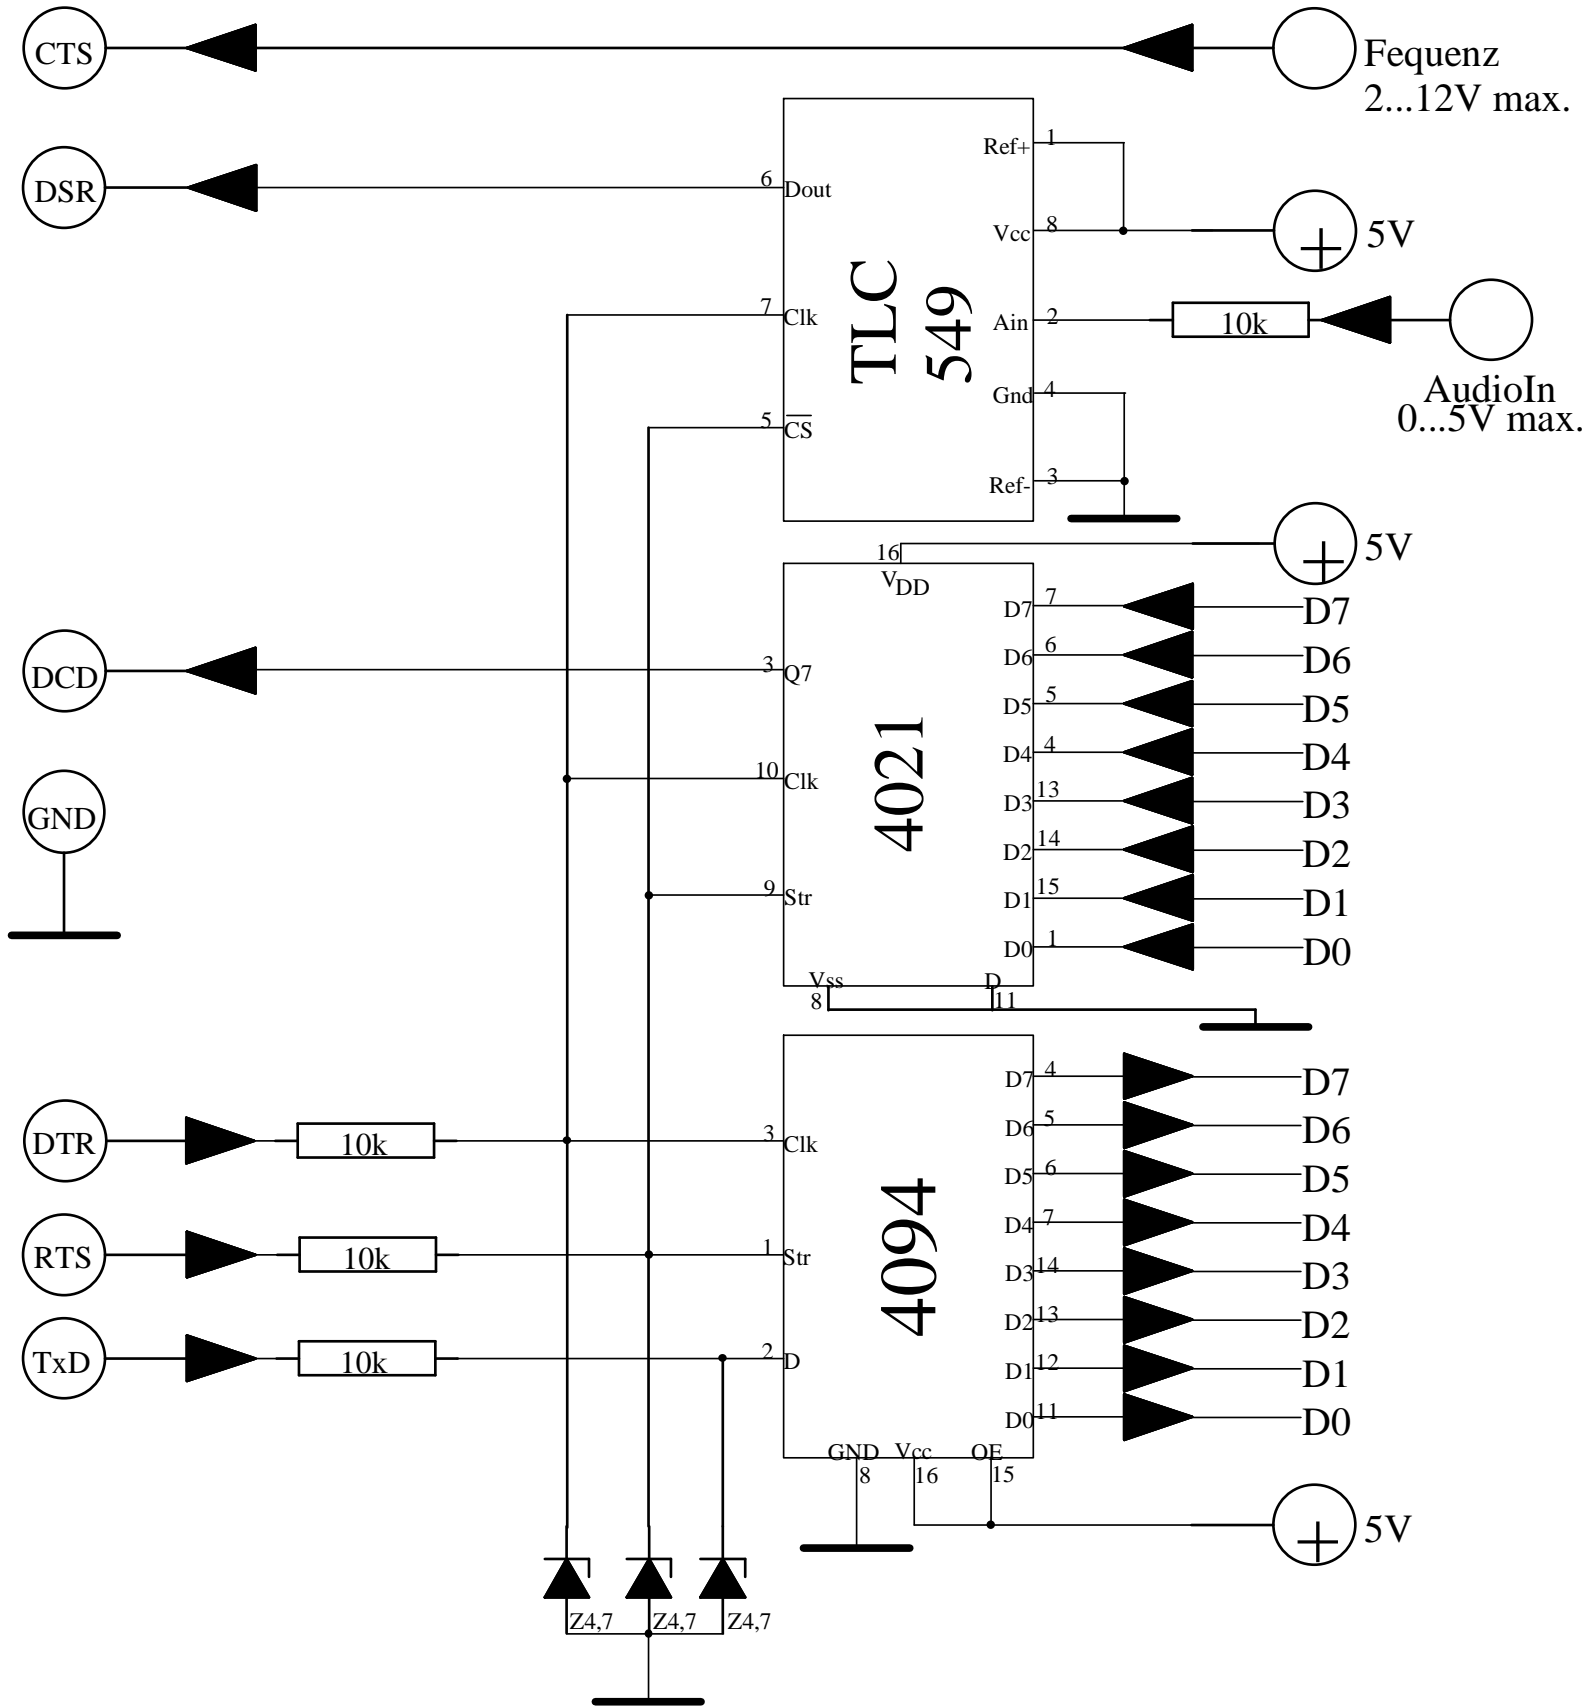 CTS
Fequenz
2...12V max.
Ref+ 1
DSR
6 Dout
Vcc 8
5V
TLC
549
7 Clk
Ain 2
10k
AudioIn
0...5V max.
Gnd 4
5 CS
Ref- 3
16
VDD
5V
D7 7 D7
D6 6 D6
DCD
3 Q7
D5 5 D5
4021
D4 4 D4
10 Clk
D3 13 D3
GND
D2 14 D2
9 Str
D1 15 D1
D0 1 D0
Vss D
8 11
D7 4 D7
D6 5 D6
DTR
10k
3 Clk
D5 6 D5
4094
D4 7 D4
RTS
10k
1 Str
D3 14 D3
D2 13 D2
TxD
10k
2 D
D1 12 D1
D0 11 D0
GND Vcc OE
8 16 15
5V
Z4,7 Z4,7 Z4,7